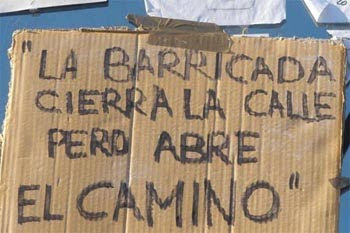 "LA BARRICADA
CIERRA LA CALLE
PERO ABRE
EL CAMINO"